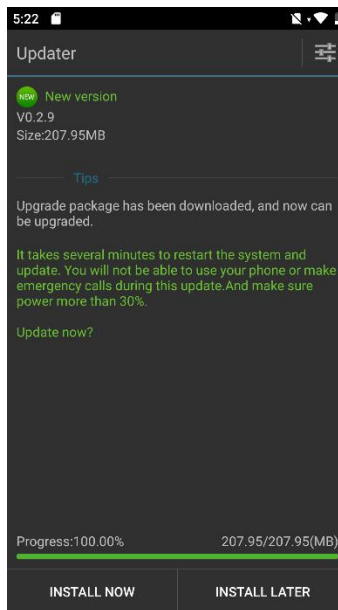 5:22
Updater
NEW New version
V0.2.9
Size:207.95MB
Tips
Upgrade package has been downloaded, and now can
be upgraded.
It takes several minutes to restart the system and
update. You will not be able to use your phone or make
emergency calls during this update.And make sure
power more than 30%.
Update now?
Progress:100.00% 207.95/207.95(MB)
INSTALL NOW INSTALL LATER